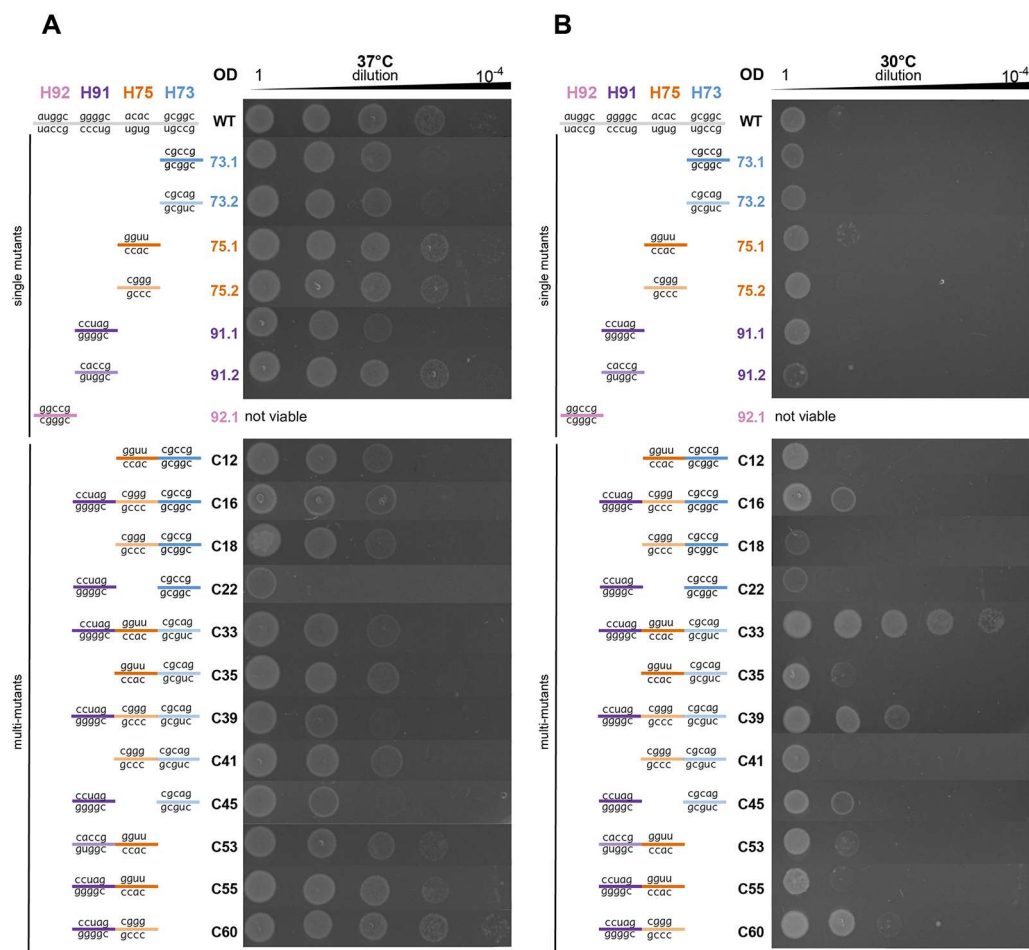 A
37°C
OD 1 dilution 10-4
H92 H91 H75 H73
auggc ggggc acac gcggc
uaccg cccug ugug ugccg
WT
single mutants
cgccg
gcggc
73.1
cgcag
gcguc
73.2
gguu
ccac
75.1
cggg
gccc
75.2
ccuag
ggggc
91.1
caccg
guggc
91.2
ggccg
cgggc
92.1 not viable
multi-mutants
gguu cgccg
ccac gcggc
C12
ccuag cggg cgccg
ggggc gccc gcggc
C16
cggg cgccg
gccc gcggc
C18
ccuag cgccg
ggggc gcggc
C22
ccuag gguu cgcag
ggggc ccac gcguc
C33
gguu cgcag
ccac gcguc
C35
ccuag cggg cgcag
ggggc gccc gcguc
C39
cggg cgcag
gccc gcguc
C41
ccuag cgcag
ggggc gcguc
C45
caccg gguu
guggc ccac
C53
ccuag gguu
ggggc ccac
C55
ccuag cggg
ggggc gccc
C60
B
30°C
OD 1 dilution 10-4
H92 H91 H75 H73
auggc ggggc acac gcggc
uaccg cccug ugug ugccg
WT
single mutants
cgccg
gcggc
73.1
cgcag
gcguc
73.2
gguu
ccac
75.1
cggg
gccc
75.2
ccuag
ggggc
91.1
caccg
guggc
91.2
ggccg
cgggc
92.1 not viable
multi-mutants
gguu cgccg
ccac gcggc
C12
ccuag cggg cgccg
ggggc gccc gcggc
C16
cggg cgccg
gccc gcggc
C18
ccuag cgccg
ggggc gcggc
C22
ccuag gguu cgcag
ggggc ccac gcguc
C33
gguu cgcag
ccac gcguc
C35
ccuag cggg cgcag
ggggc gccc gcguc
C39
cggg cgcag
gccc gcguc
C41
ccuag cgcag
ggggc gcguc
C45
caccg gguu
guggc ccac
C53
ccuag gguu
ggggc ccac
C55
ccuag cggg
ggggc gccc
C60